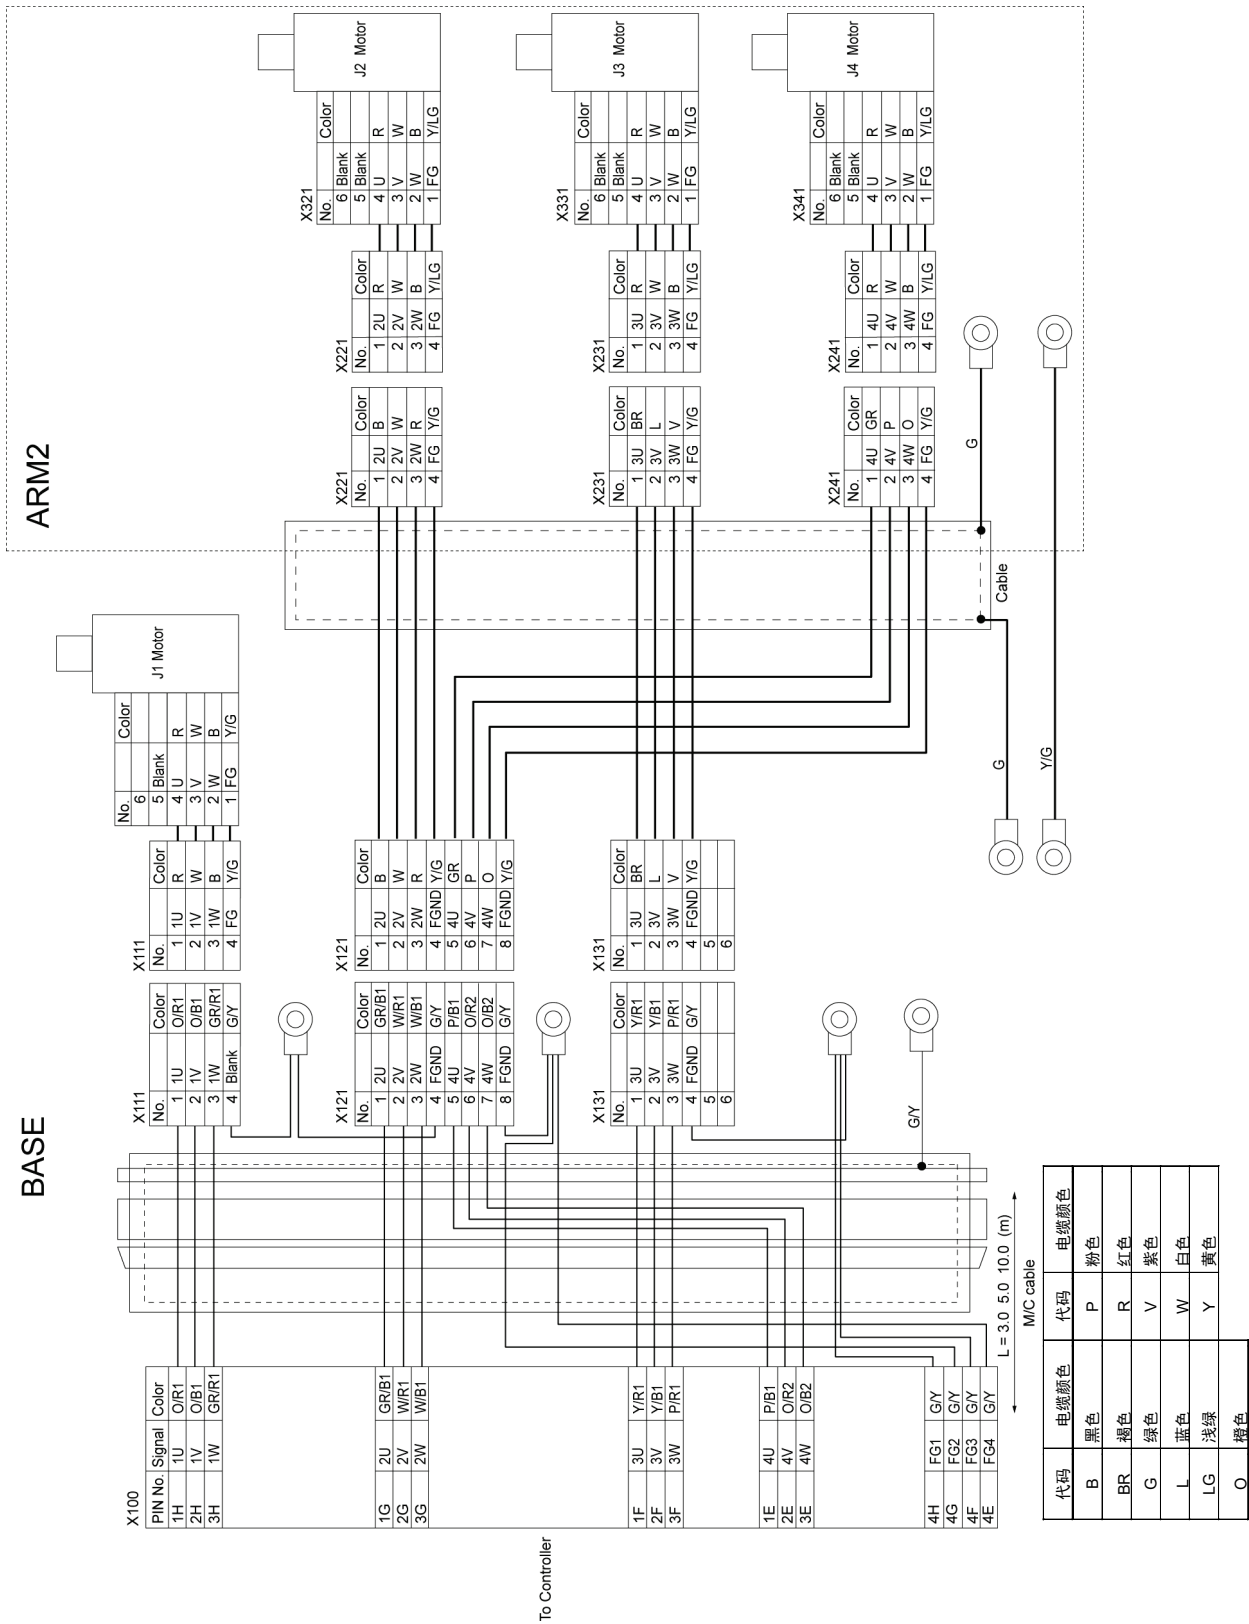 BASE
ARM2
To Controller
X100
PIN No. Signal Color
1H 1U O/R1
2H 1V O/B1
3H 1W GR/R1
1G 2U GR/B1
2G 2V W/R1
3G 2W W/B1
1F 3U Y/R1
2F 3V Y/B1
3F 3W P/R1
1E 4U P/B1
2E 4V O/R2
3E 4W O/B2
4H FG1 G/Y
4G FG2 G/Y
4F FG3 G/Y
4E FG4 G/Y
L = 3.0 5.0 10.0 (m)
M/C cable
G/Y
X111
No. Color
1 1U O/R1
2 1V O/B1
3 1W GR/R1
4 Blank G/Y
X111
No. Color
1 1U R
2 1V W
3 1W B
4 FG Y/G
No. Color
6
5 Blank
4 U R
3 V W
2 W B
1 FG Y/G
J1 Motor
X121
No. Color
1 2U GR/B1
2 2V W/R1
3 2W W/B1
4 FGND G/Y
5 4U P/B1
6 4V O/R2
7 4W O/B2
8 FGND G/Y
X121
No. Color
1 2U B
2 2V W
3 2W R
4 FGND Y/G
5 4U GR
6 4V P
7 4W O
8 FGND Y/G
X131
No. Color
1 3U Y/R1
2 3V Y/B1
3 3W P/R1
4 FGND G/Y
5
6
X131
No. Color
1 3U BR
2 3V L
3 3W V
4 FGND Y/G
5
6
G
Y/G
Cable
G
X221
No. Color
1 2U B
2 2V W
3 2W R
4 FG Y/G
X221
No. Color
1 2U R
2 2V W
3 2W B
4 FG Y/LG
X321
No. Color
6 Blank
5 Blank
4 U R
3 V W
2 W B
1 FG Y/LG
J2 Motor
X231
No. Color
1 3U BR
2 3V L
3 3W V
4 FG Y/G
X231
No. Color
1 3U R
2 3V W
3 3W B
4 FG Y/LG
X331
No. Color
6 Blank
5 Blank
4 U R
3 V W
2 W B
1 FG Y/LG
J3 Motor
X241
No. Color
1 4U GR
2 4V P
3 4W O
4 FG Y/G
X241
No. Color
1 4U R
2 4V W
3 4W B
4 FG Y/LG
X341
No. Color
6 Blank
5 Blank
4 U R
3 V W
2 W B
1 FG Y/LG
J4 Motor
代码 电缆颜色 代码 电缆颜色
B 黑色 P 粉色
BR 褐色 R 红色
G 绿色 V 紫色
L 蓝色 W 白色
LG 浅绿 Y 黄色
O 橙色